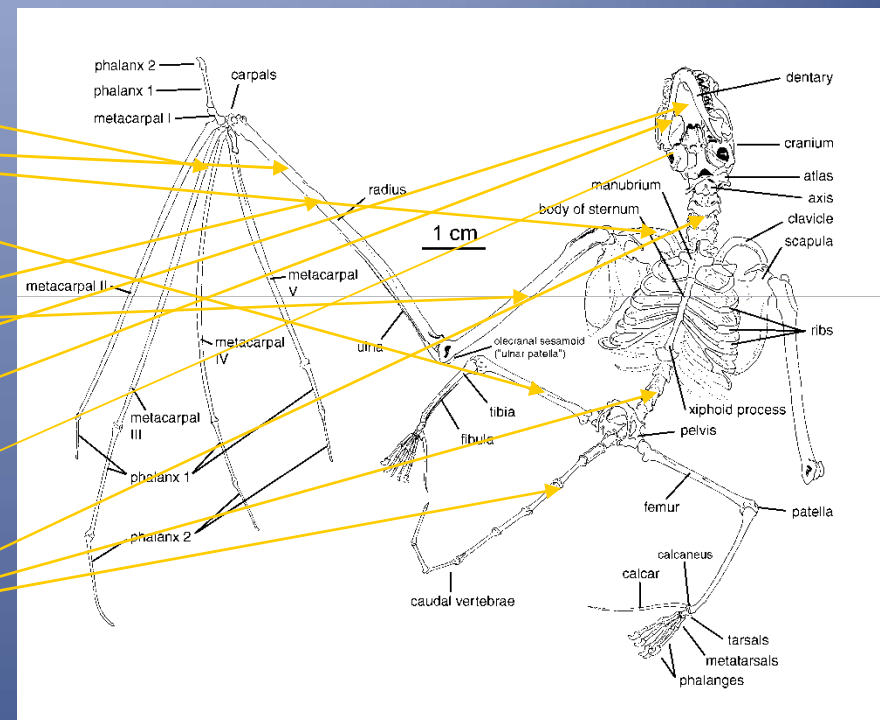 phalanx 2
carpals
phalanx 1
metacarpal I
radius
1 cm
metacarpal II
metacarpal
V
metacarpal
IV
ulna
olecranal sesamoid
("ulnar patella")
metacarpal
III
tibia
fibula
phalanx 1
phalanx 2
dentary
cranium
atlas
axis
manubrium
body of sternum
clavicle
scapula
ribs
xiphoid process
pelvis
femur
patella
caudal vertebrae
calcaneus
calcar
tarsals
metatarsals
phalanges